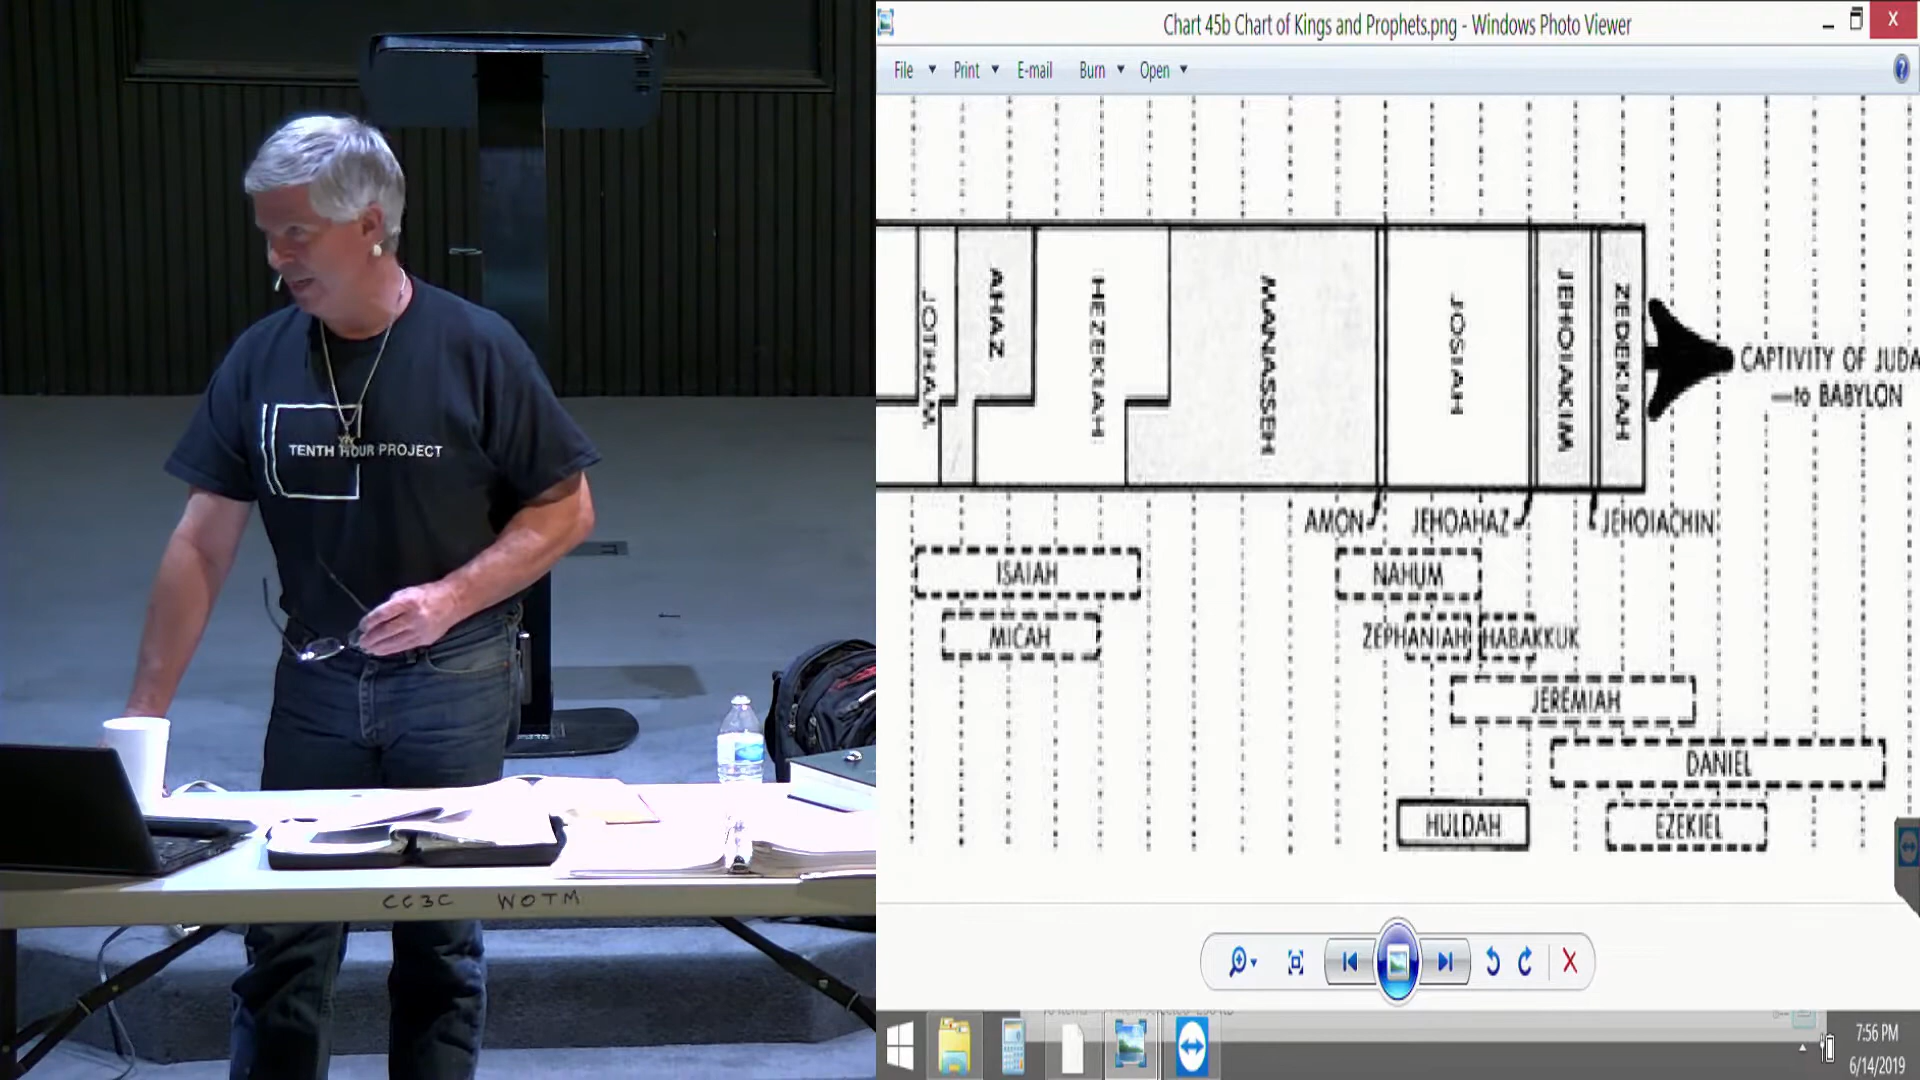 TENTH HOUR PROJECT
CC3C WOTM
Chart 45b Chart of Kings and Prophets.png - Windows Photo Viewer
File Print E-mail Burn Open
JOTHAM
AHAZ
HEZEKIAH
MANASSEH
JOSIAH
JEHOIAKIM
ZEDEKIAH
CAPTIVITY OF JUDA
—to BABYLON
AMON
JEHOAHAZ
JEHOIACHIN
ISAIAH
NAHUM
MICAH
ZEPHANIAH
HABAKKUK
JEREMIAH
DANIEL
HULDAH
EZEKIEL
7:56 PM
6/14/2019